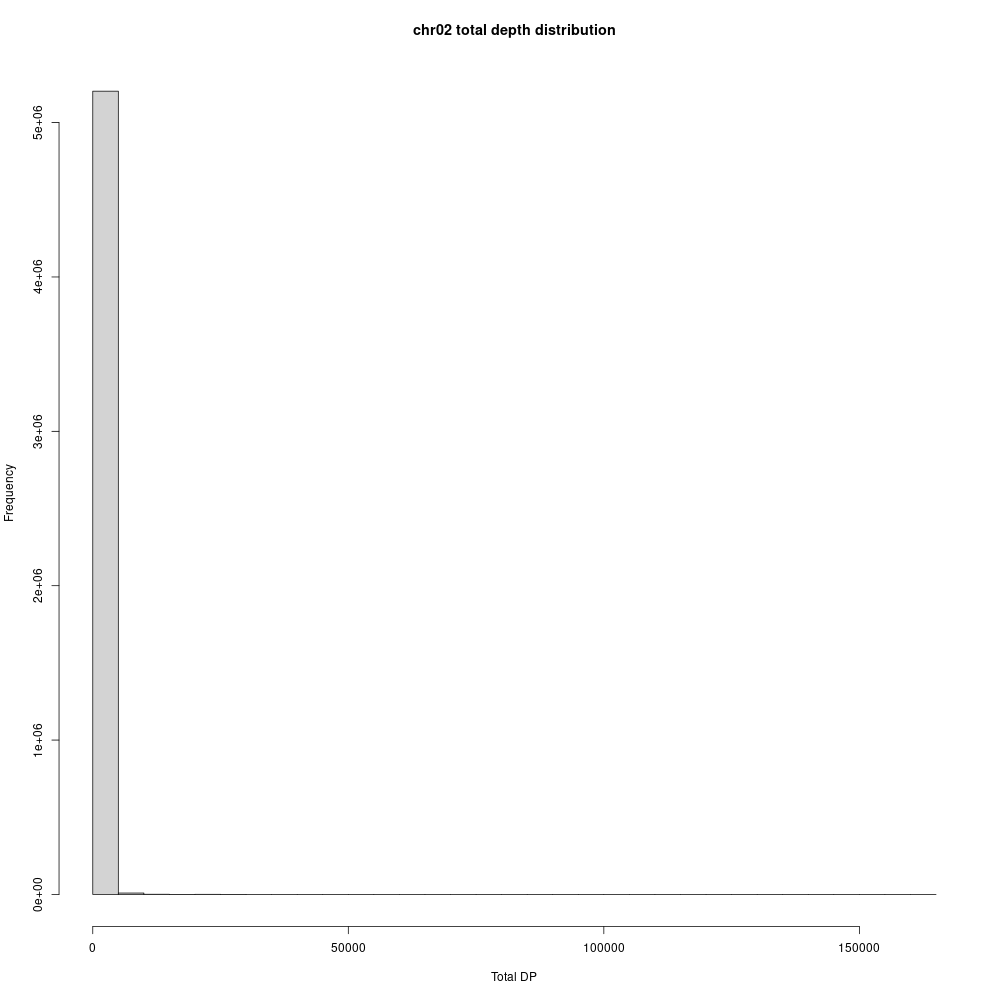 chr02 total depth distribution
5e+06
4e+06
3e+06
2e+06
1e+06
0e+00
Frequency
0
50000
100000
150000
Total DP